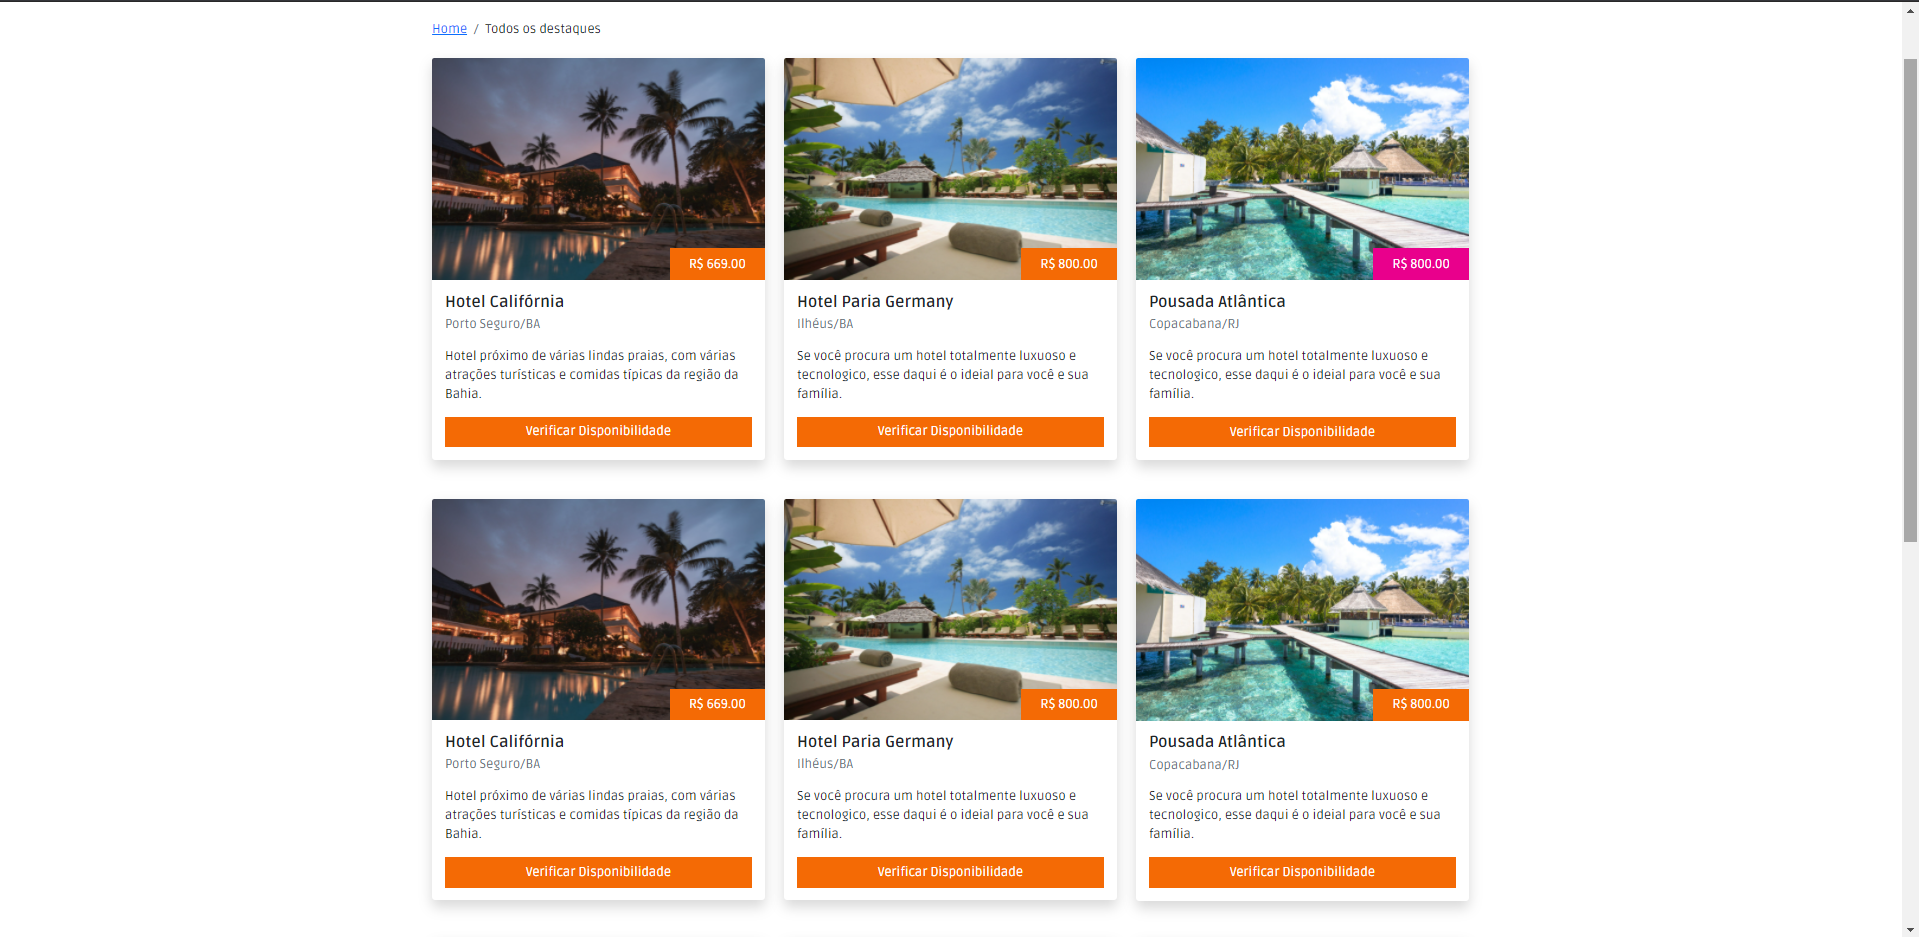 Home / Todos os destaques
R$ 669.00
Hotel Califórnia
Porto Seguro/BA
Hotel próximo de várias lindas praias, com várias
atrações turísticas e comidas típicas da região da
Bahia.
Verificar Disponibilidade
R$ 800.00
Hotel Paria Germany
Ilhéus/BA
Se você procura um hotel totalmente luxuoso e
tecnologico, esse daqui é o ideial para você e sua
família.
Verificar Disponibilidade
R$ 800.00
Pousada Atlântica
Copacabana/RJ
Se você procura um hotel totalmente luxuoso e
tecnologico, esse daqui é o ideial para você e sua
família.
Verificar Disponibilidade
R$ 669.00
Hotel Califórnia
Porto Seguro/BA
Hotel próximo de várias lindas praias, com várias
atrações turísticas e comidas típicas da região da
Bahia.
Verificar Disponibilidade
R$ 800.00
Hotel Paria Germany
Ilhéus/BA
Se você procura um hotel totalmente luxuoso e
tecnologico, esse daqui é o ideial para você e sua
família.
Verificar Disponibilidade
R$ 800.00
Pousada Atlântica
Copacabana/RJ
Se você procura um hotel totalmente luxuoso e
tecnologico, esse daqui é o ideial para você e sua
família.
Verificar Disponibilidade